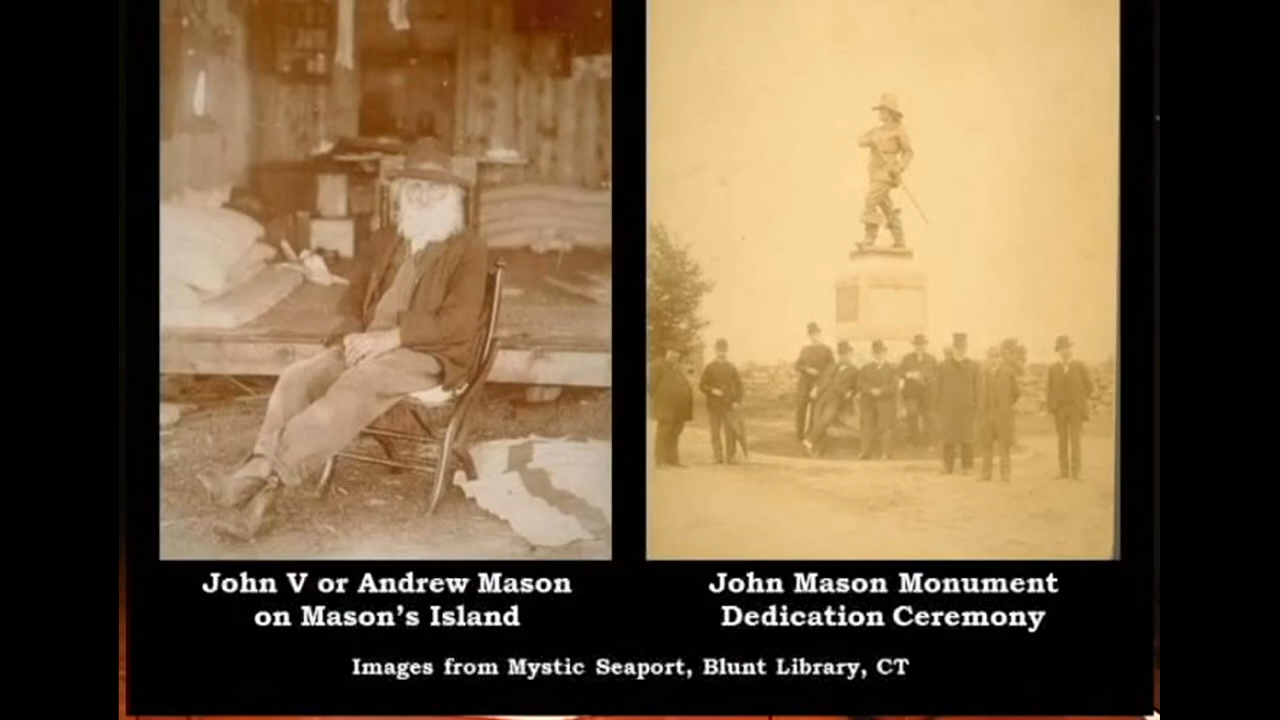 John V or Andrew Mason
on Mason's Island
John Mason Monument
Dedication Ceremony
Images from Mystic Seaport, Blunt Library, CT